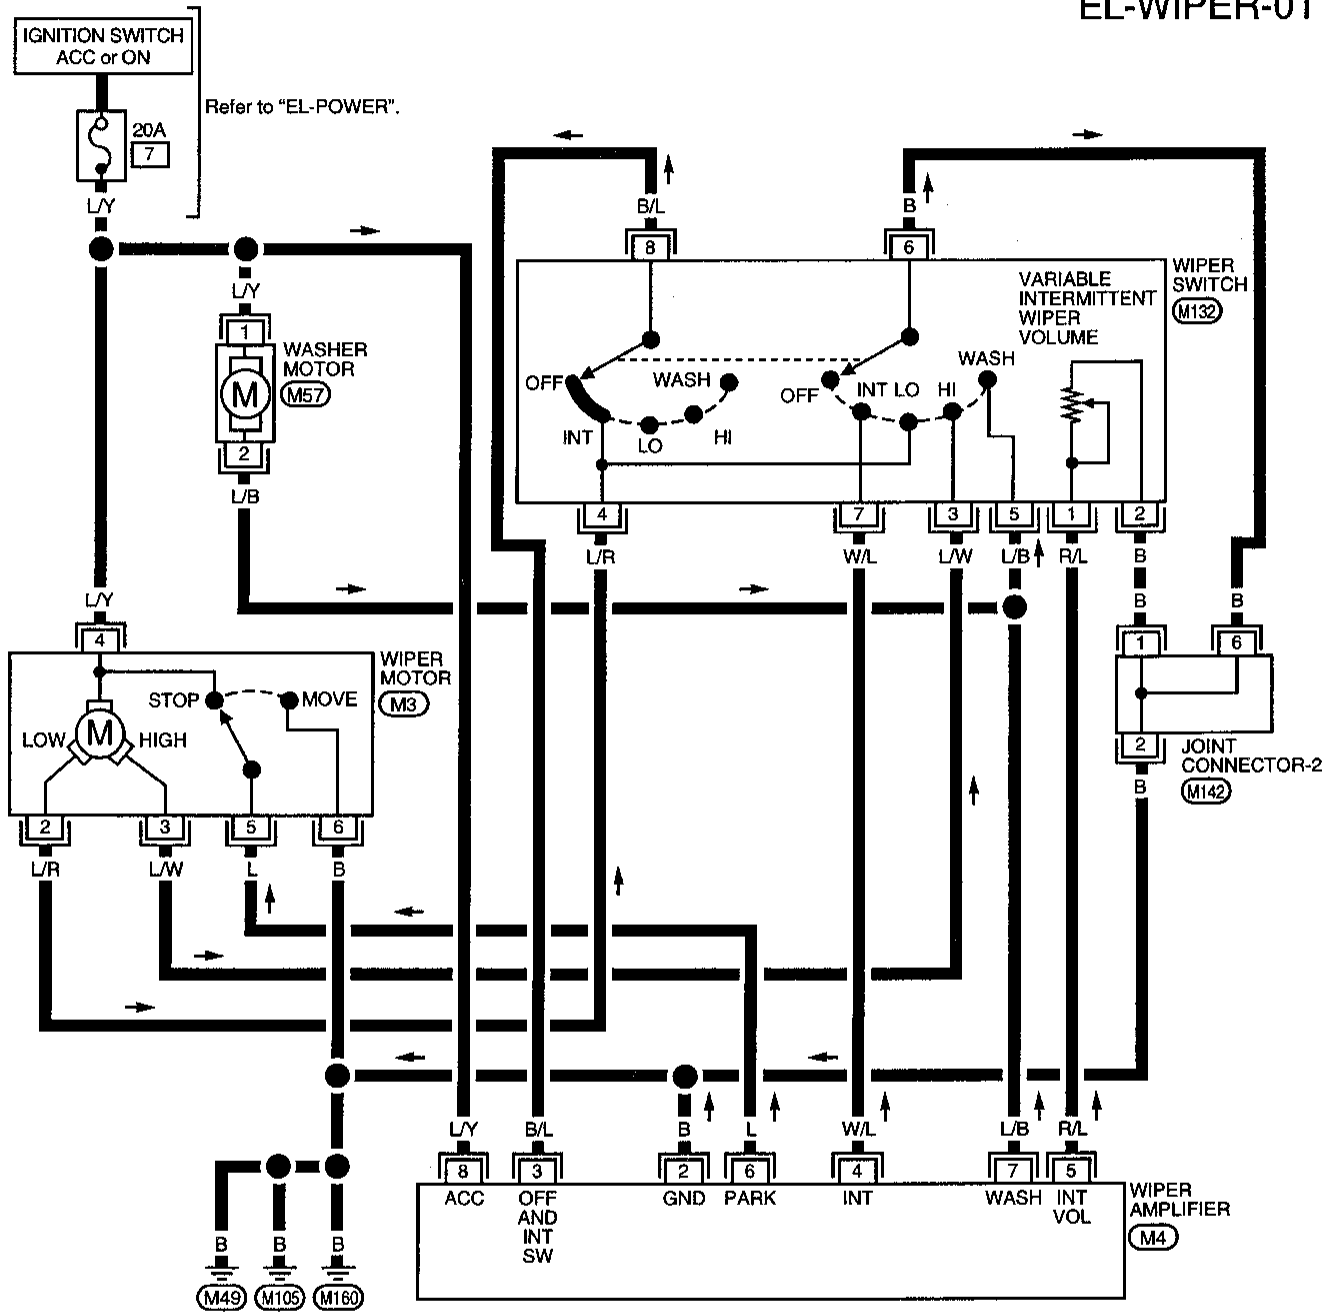 EL-WIPER-01
IGNITION SWITCH
ACC or ON
Refer to “EL-POWER”.
20A
7
L/Y
B/L
B
8
6
L/Y
1
WASHER
MOTOR
M57
M
2
L/B
WIPER
SWITCH
M132
VARIABLE
INTERMITTENT
WIPER
VOLUME
OFF
WASH
INT
LO
HI
OFF
INT LO
HI
WASH
4
7
3
5
1
2
L/R
W/L
L/W
L/B
R/L
B
B
B
1
6
2
B
JOINT
CONNECTOR-2
M142
L/Y
4
WIPER
MOTOR
M3
STOP
MOVE
LOW
M
HIGH
2
3
5
6
L/R
L/W
L
B
L/Y
B/L
B
L
W/L
L/B
R/L
8
3
2
6
4
7
5
ACC
OFF
AND
INT
SW
GND
PARK
INT
WASH
INT
VOL
WIPER
AMPLIFIER
M4
B
B
B
M49
M105
M160